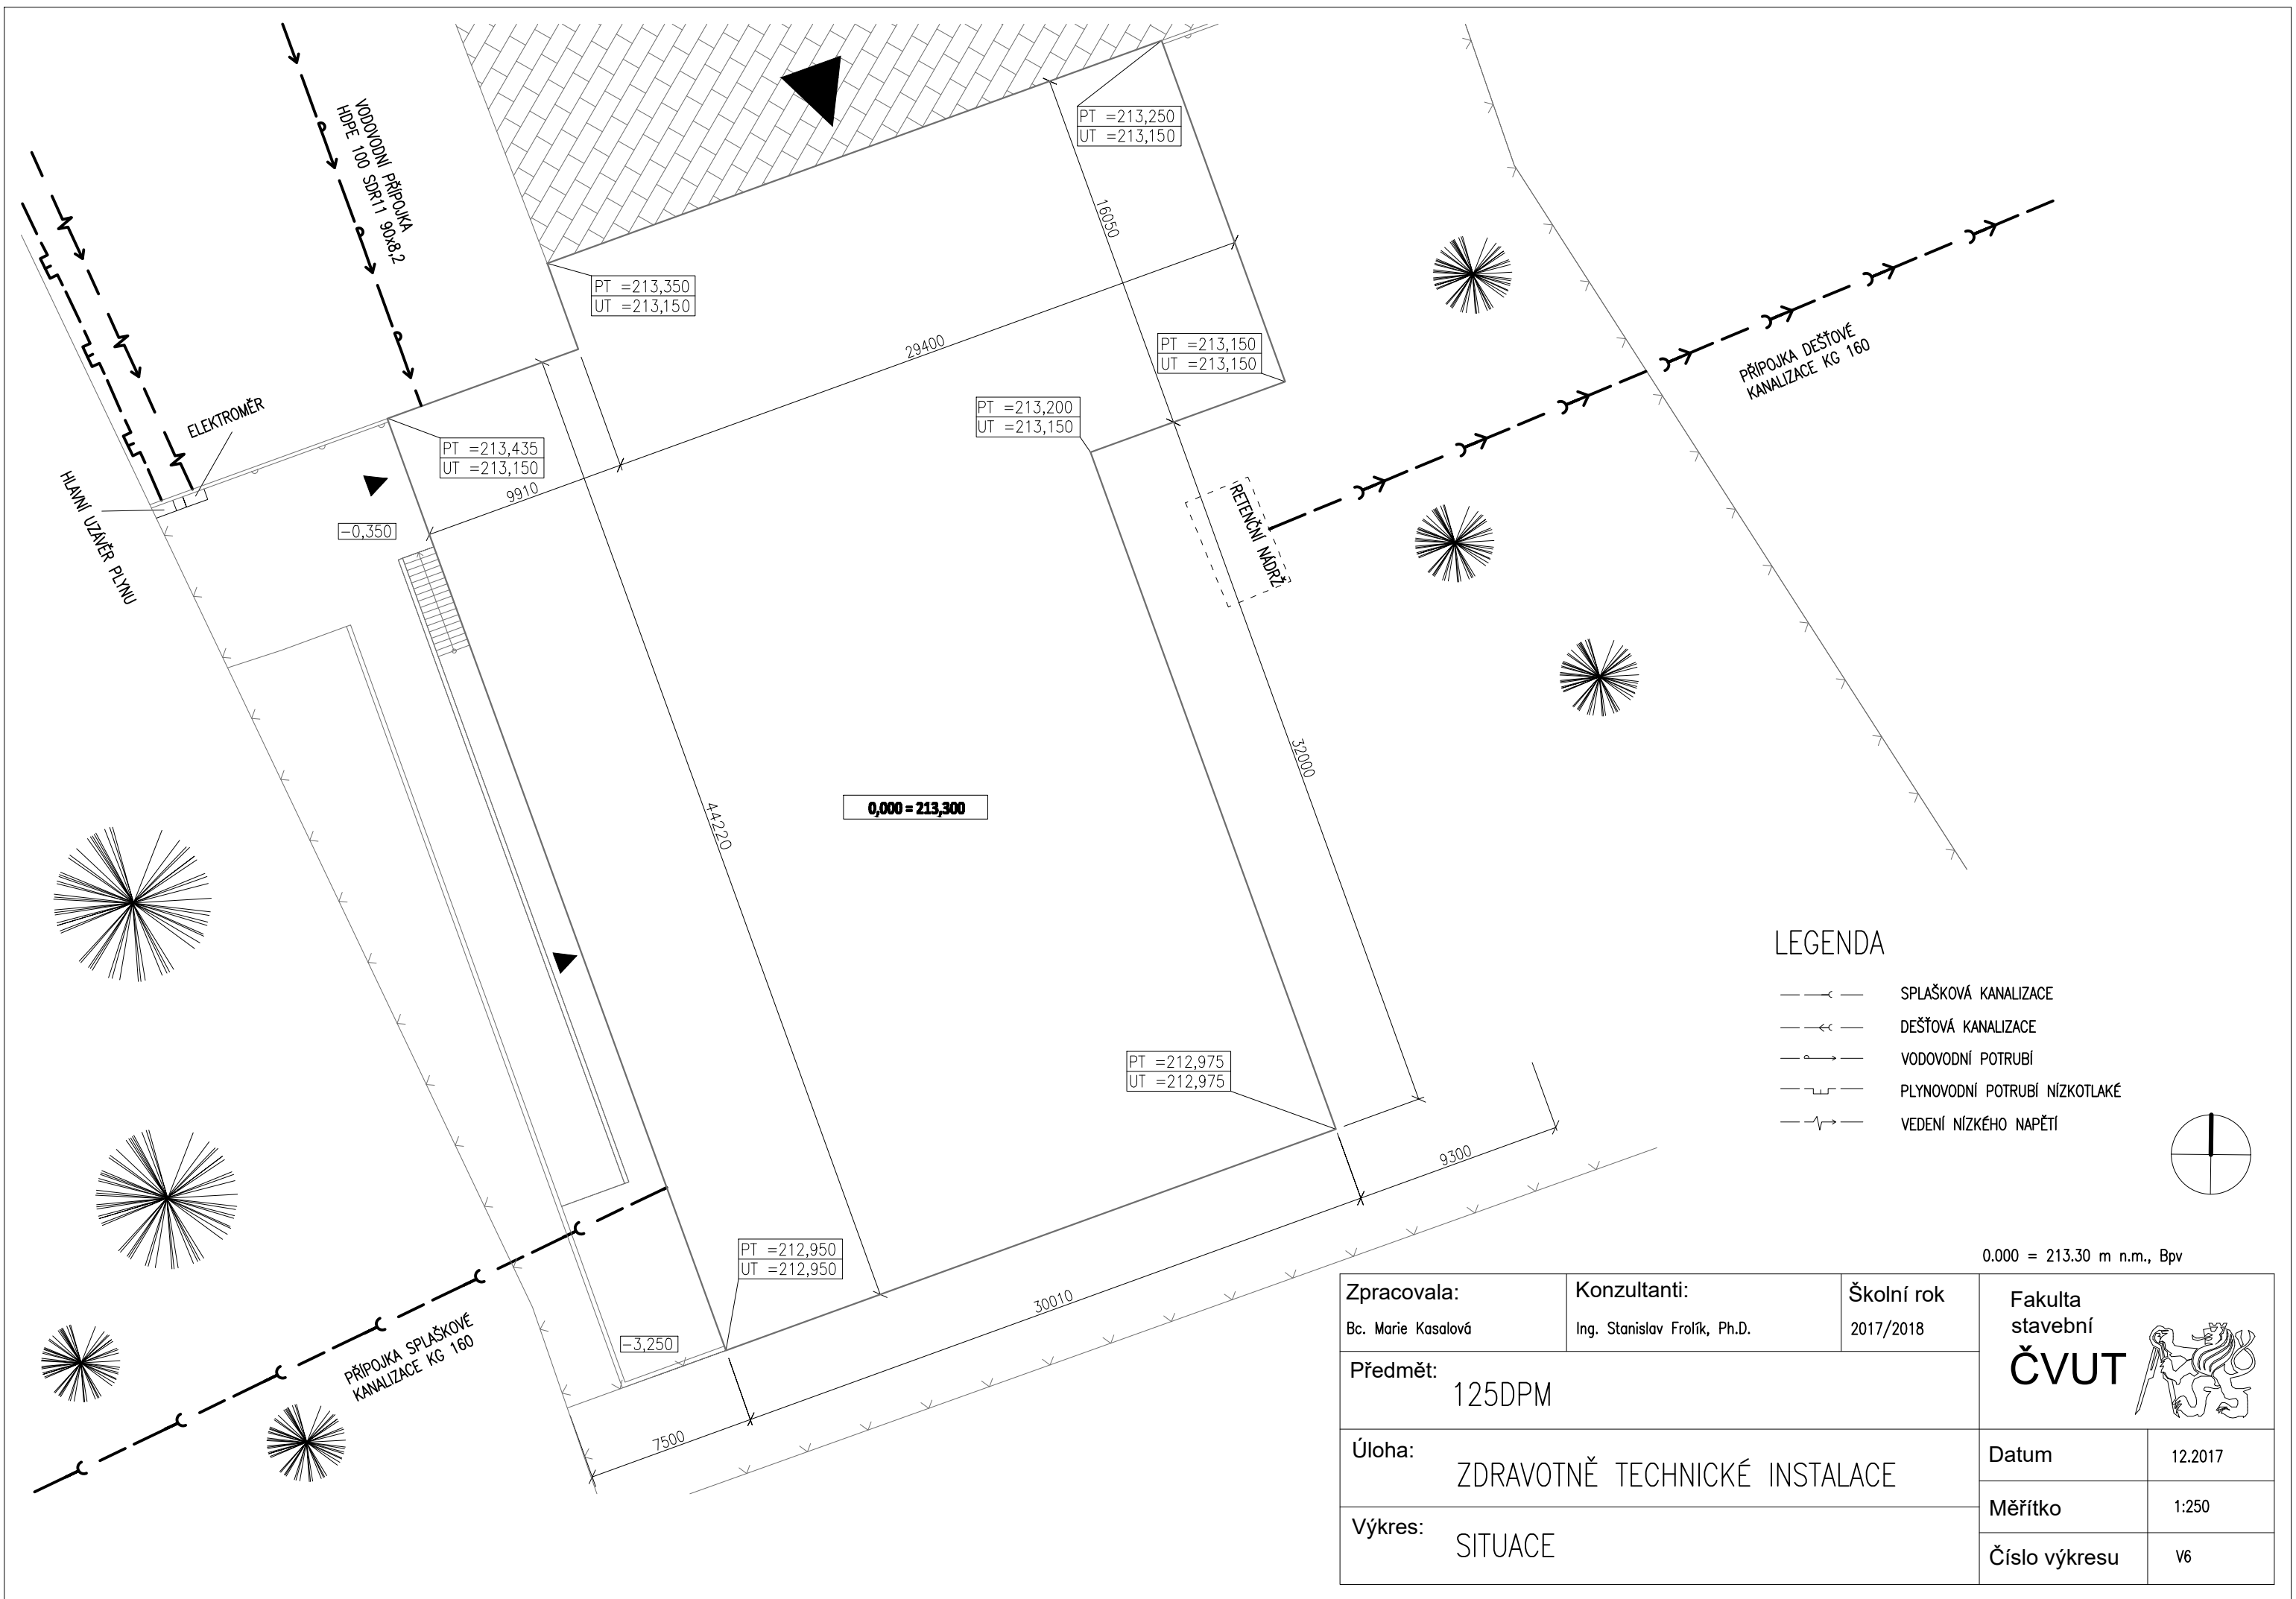 VODOVODNÍ PŘÍPOJKA
HDPE 100 SDR11 90x8,2
PT =213,250
UT =213,150
16050
PT =213,350
UT =213,150
29400
PT =213,150
UT =213,150
PŘÍPOJKA DEŠŤOVÉ
KANALIZACE KG 160
ELEKTROMĚR
PT =213,200
UT =213,150
PT =213,435
UT =213,150
HLAVNÍ UZÁVĚR PLYNU
9910
-0,350
RETENČNÍ NÁDRŽ
32000
44220
0,000 = 213,300
LEGENDA
SPLAŠKOVÁ KANALIZACE
DEŠŤOVÁ KANALIZACE
VODOVODNÍ POTRUBÍ
PLYNOVODNÍ POTRUBÍ NÍZKOTLAKÉ
VEDENÍ NÍZKÉHO NAPĚTÍ
PT =212,975
UT =212,975
9300
PT =212,950
UT =212,950
30010
PŘÍPOJKA SPLAŠKOVÉ
KANALIZACE KG 160
-3,250
7500
0.000 = 213.30 m n.m., Bpv
Zpracovala:
Bc. Marie Kasalová
Konzultanti:
Ing. Stanislav Frolík, Ph.D.
Školní rok
2017/2018
Fakulta
stavební
ČVUT
Předmět:
125DPM
Úloha:
ZDRAVOTNĚ TECHNICKÉ INSTALACE
Výkres:
SITUACE
Datum
12.2017
Měřítko
1:250
Číslo výkresu
V6